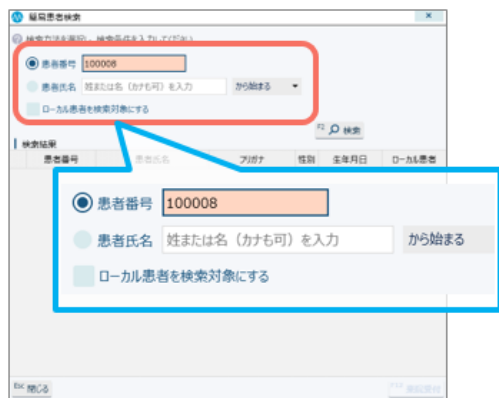 簡易患者検索
検索方法を選択し、検索条件を入力してください
患者番号 100008
患者氏名 姓または名（カナも可）を入力 から始まる
ローカル患者を検索対象にする
F2 検索
検索結果
患者番号 患者氏名 フリガナ 性別 生年月日 ローカル患者
患者番号 100008
患者氏名 姓または名（カナも可）を入力 から始まる
ローカル患者を検索対象にする
Esc 閉じる